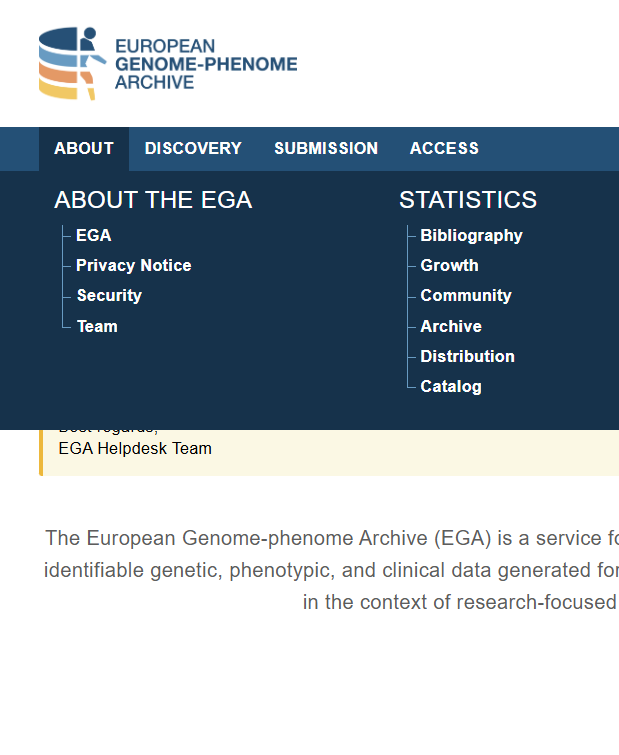 EUROPEAN
GENOME-PHENOME
ARCHIVE
ABOUT DISCOVERY SUBMISSION ACCESS
ABOUT THE EGA
EGA
Privacy Notice
Security
Team
STATISTICS
Bibliography
Growth
Community
Archive
Distribution
Catalog
Best regards,
EGA Helpdesk Team
The European Genome-phenome Archive (EGA) is a service fo
identifiable genetic, phenotypic, and clinical data generated for
in the context of research-focused